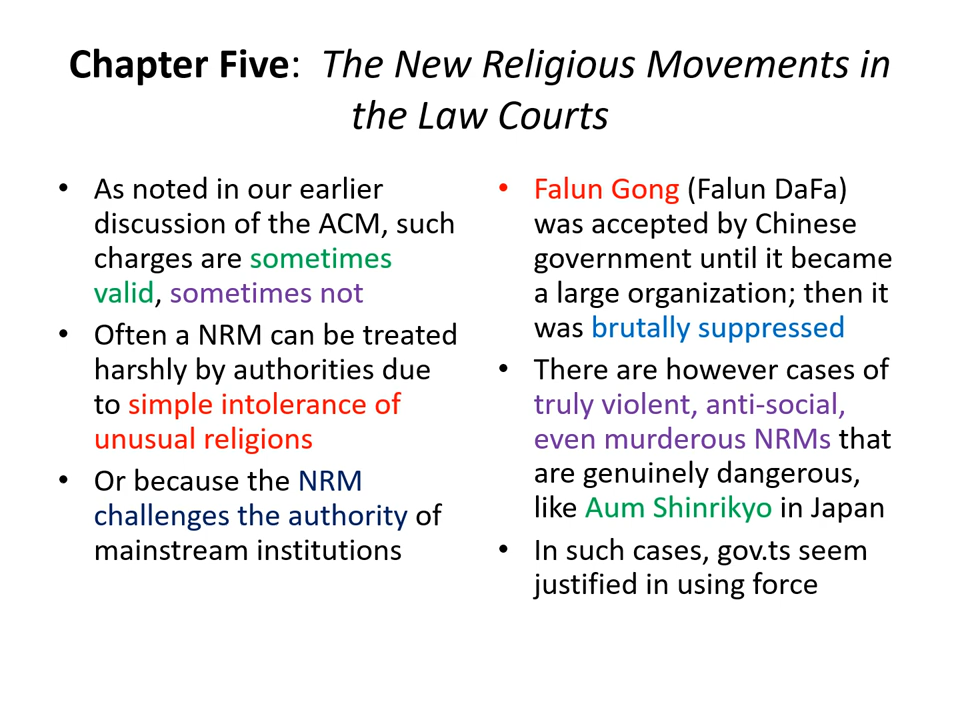 Chapter Five:  The New Religious Movements in
the Law Courts
• As noted in our earlier
discussion of the ACM, such
charges are sometimes
valid, sometimes not
• Often a NRM can be treated
harshly by authorities due
to simple intolerance of
unusual religions
• Or because the NRM
challenges the authority of
mainstream institutions
• Falun Gong (Falun DaFa)
was accepted by Chinese
government until it became
a large organization; then it
was brutally suppressed
• There are however cases of
truly violent, anti-social,
even murderous NRMs that
are genuinely dangerous,
like Aum Shinrikyo in Japan
• In such cases, gov.ts seem
justified in using force